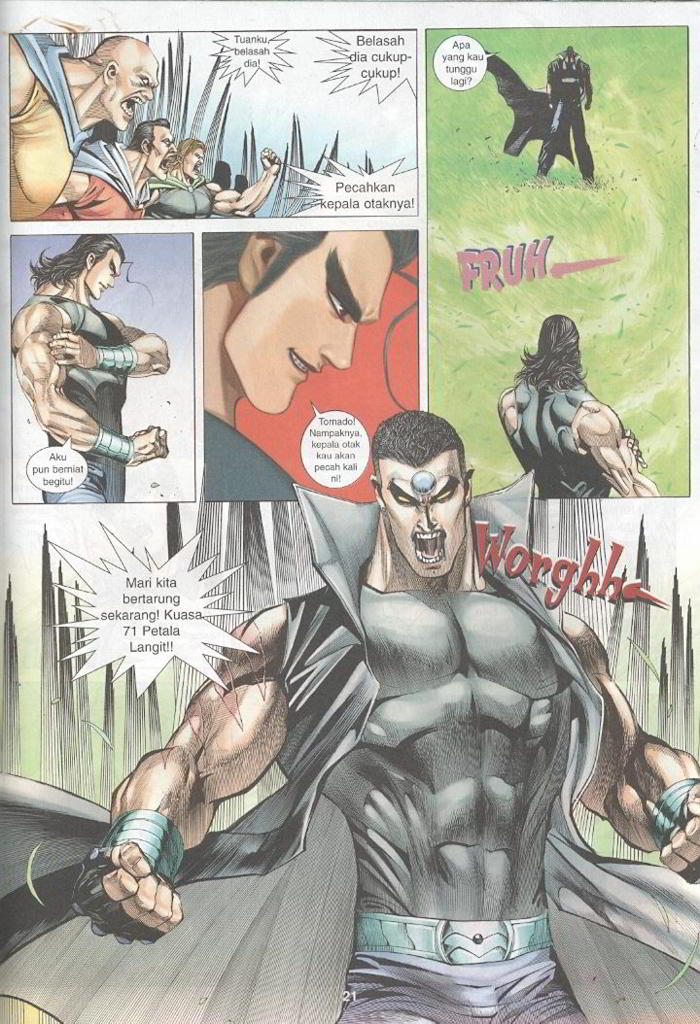 Tuanku,
belasah
dia!
Belasah
dia cukup-
cukup!
Pecahkan
kepala otaknya!
Apa
yang kau
tunggu
lagi?
FRUH
Aku
pun berniat
begitu!
Tornado!
Nampaknya,
kepala otak
kau akan
pecah kali
ni!
Mari kita
bertarung
sekarang! Kuasa
71 Petala
Langit!!
Worghh
21